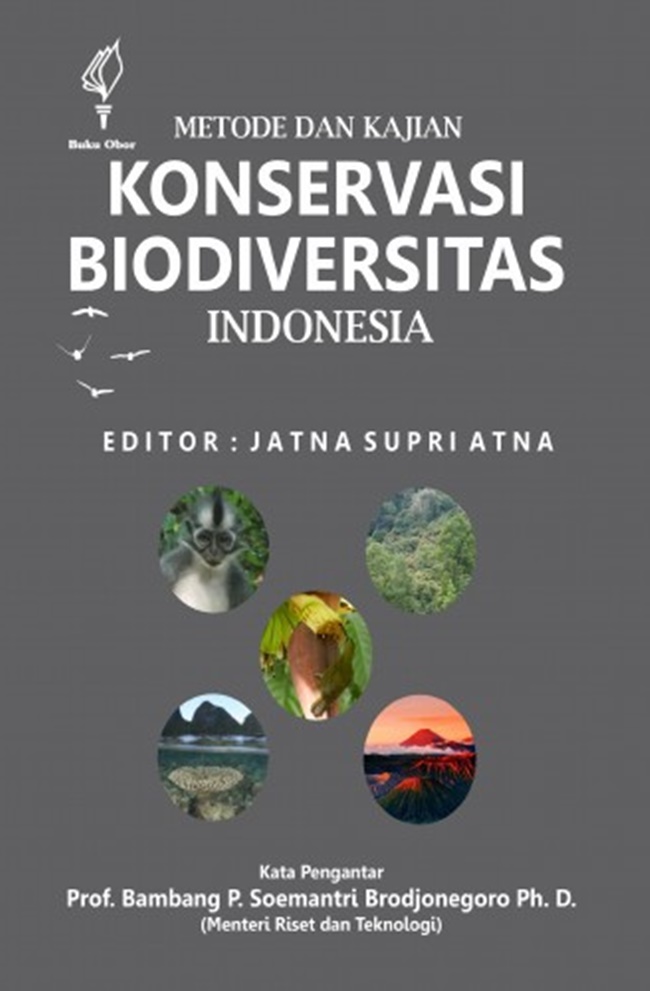 Buku Obor
METODE DAN KAJIAN
KONSERVASI
BIODIVERSITAS
INDONESIA
EDITOR : JATNA SUPRIATNA
Kata Pengantar
Prof. Bambang P. Soemantri Brodjonegoro Ph. D.
(Menteri Riset dan Teknologi)